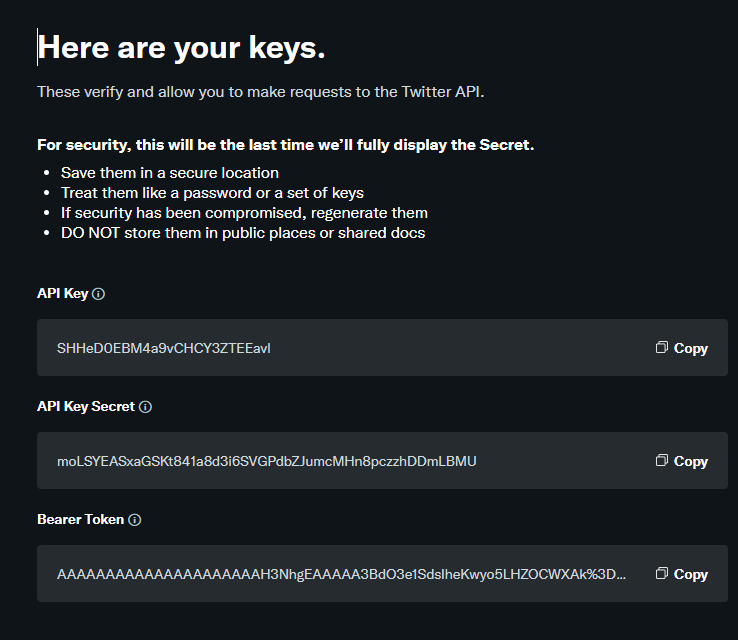 Here are your keys.
These verify and allow you to make requests to the Twitter API.
For security, this will be the last time we’ll fully display the Secret.
• Save them in a secure location
• Treat them like a password or a set of keys
• If security has been compromised, regenerate them
• DO NOT store them in public places or shared docs
API Key
SHHeD0EBM4a9vCHCY3ZTEEavl
Copy
API Key Secret
moLSYEASxaGSKt841a8d3i6SVGPdbZJumcMHn8pczzhDDmLBMU
Copy
Bearer Token
AAAAAAAAAAAAAAAAAAAAAH3NhgEAAAAA3BdO3e1SdslheKwyo5LHZOCWXAk%3D...
Copy